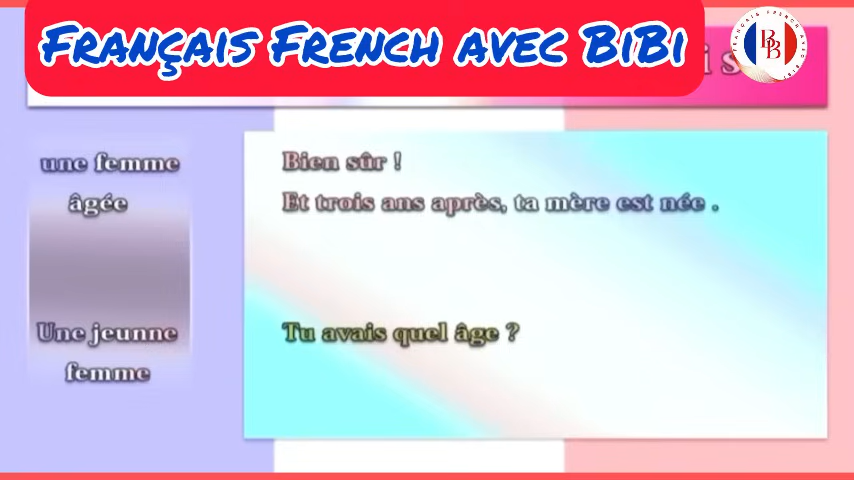 Français French avec BiBi
i s
une femme
âgée
Bien sûr !
Et trois ans après, ta mère est née .
Une jeunne
femme
Tu avais quel âge ?